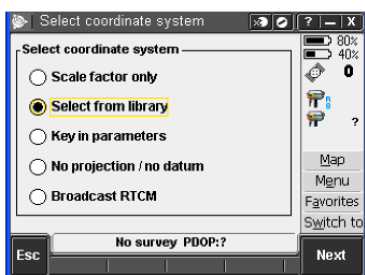 Select coordinate system
? – X
80%
40%
Select coordinate system
Scale factor only
0
Select from library
Key in parameters
?
No projection / no datum
Map
Menu
Broadcast RTCM
Favorites
Switch to
No survey PDOP:?
Esc
Next